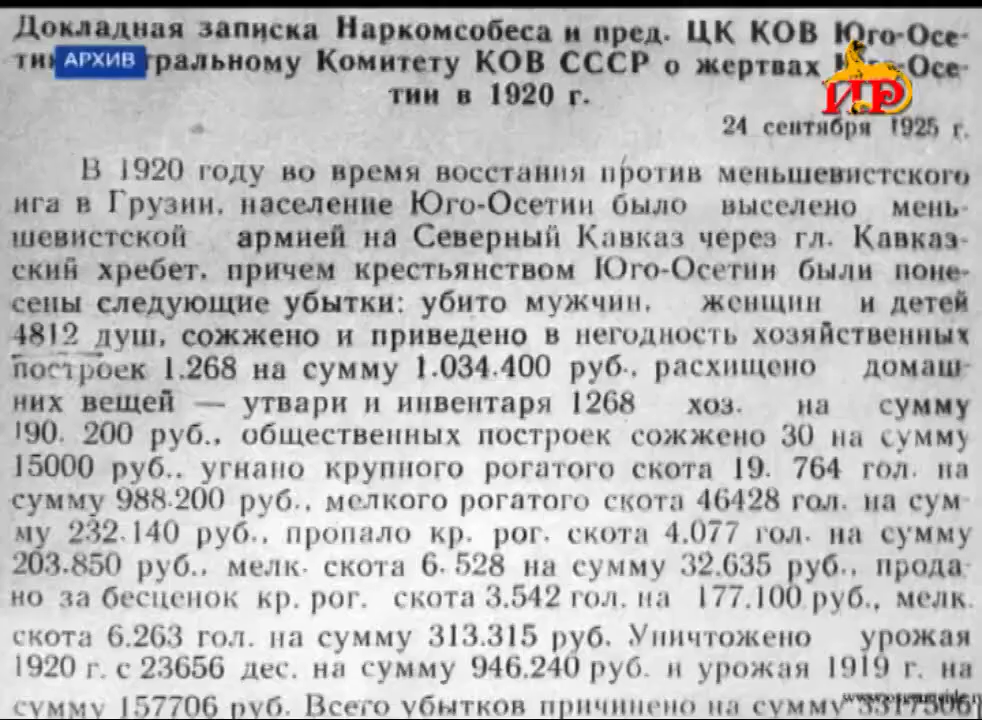 Докладная записка Наркомсобеса и пред. ЦК КОВ Юго-Осе-
АРХИВ тральному Комитету КОВ СССР о жертвах Юго-Осе-
ИР
тии в 1920 г.
24 сентября 1925 г.
В 1920 году во время восстания против меньшевистского
ига в Грузии, население Юго-Осетии было выселено мень-
шевистской армией на Северный Кавказ через гл. Кавказ-
ский хребет, причем крестьянством Юго-Осетии были поне-
сены следующие убытки: убито мужчин, женщин и детей
4812 душ, сожжено и приведено в негодность хозяйственных
построек 1.268 на сумму 1.034.400 руб., расхищено домаш-
них вещей — утвари и инвентаря 1268 хоз. на сумму
190. 200 руб., общественных построек сожжено 30 на сумму
15000 руб., угнано крупного рогатого скота 19. 764 гол. на
сумму 988.200 руб., мелкого рогатого скота 46428 гол. на сум-
му 232.140 руб., пропало кр. рог. скота 4.077 гол. на сумму
203.850 руб., мелк. скота 6.528 на сумму 32.635 руб., прода-
но за бесценок кр. рог. скота 3.542 гол. на 177.100 руб., мелк.
скота 6.263 гол. на сумму 313.315 руб. Уничтожено урожая
1920 г. с 23656 дес. на сумму 946.240 руб. и урожая 1919 г. на
сумму 157706 руб. Всего убытков причинено на сумму